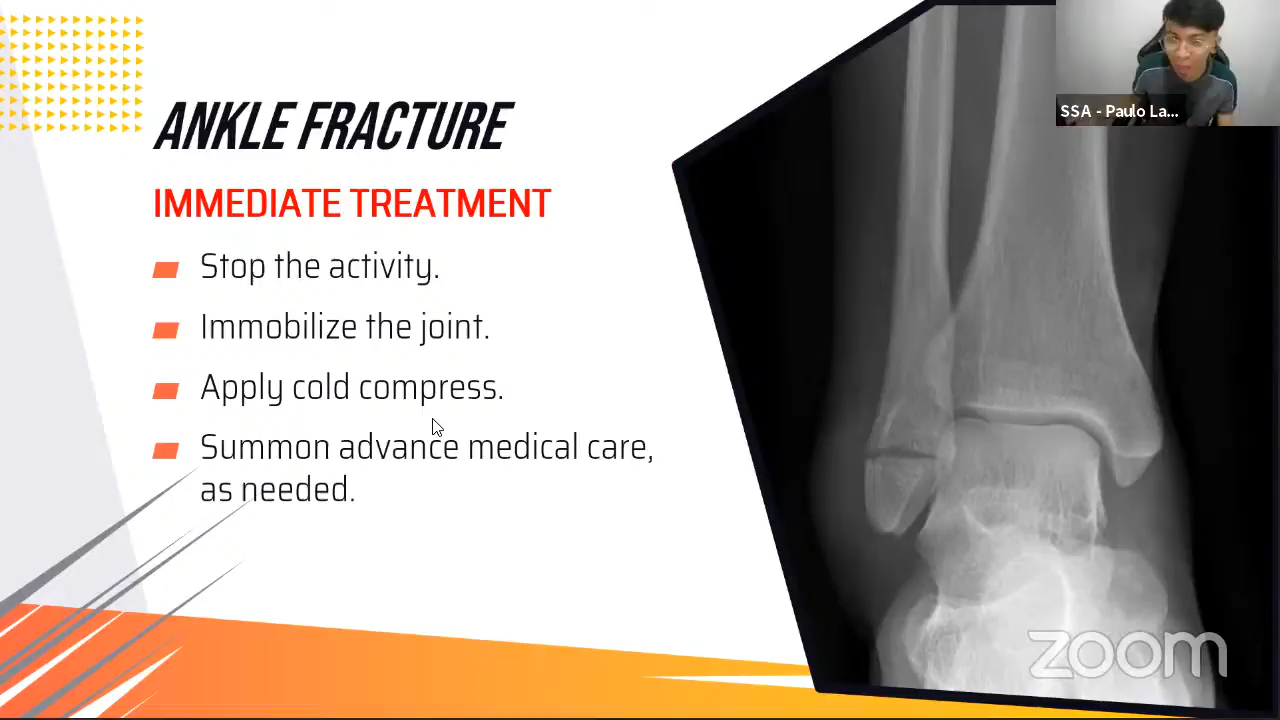 ANKLE FRACTURE
IMMEDIATE TREATMENT
Stop the activity.
Immobilize the joint.
Apply cold compress.
Summon advance medical care,
as needed.
SSA - Paulo La...
zoom